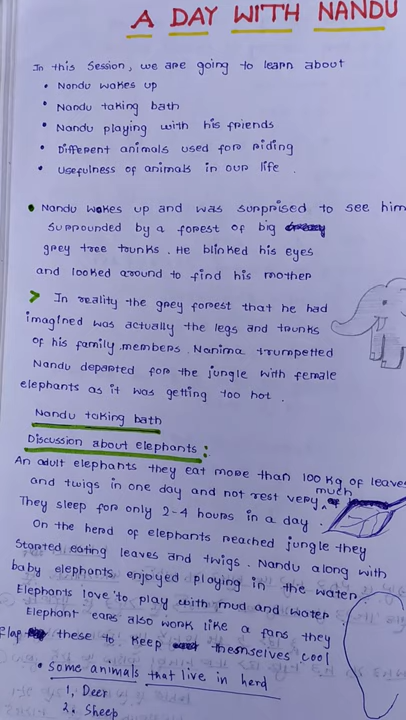 A DAY WITH NANDU
In this Session, we are going to learn about
• Nandu wakes up
• Nandu taking bath
• Nandu playing with his friends
• Different animals used for riding
• Usefulness of animals in our life .
• Nandu wakes up and was surprised to see him
surrounded by a forest of big
grey tree trunks . He blinked his eyes
and looked around to find his mother
> In reality the grey forest that he had
imagined was actually the legs and trunks
of his family members . Nanima trumpetted
Nandu departed for the jungle with female
elephants as it was getting too hot .
Nandu taking bath
Discussion about elephants :
An adult elephants they eat more than 100 kg of leaves
and twigs in one day and not rest very much
They sleep for only 2-4 hours in a day .
On the herd of elephants reached jungle they
Started eating leaves and twigs . Nandu along with
baby elephants enjoyed playing in the water .
Elephants love to play with mud and water .
Elephant ears also work like a fans, they
flap these to keep themselves cool
• Some animals that live in herd
1. Deer
2. Sheep